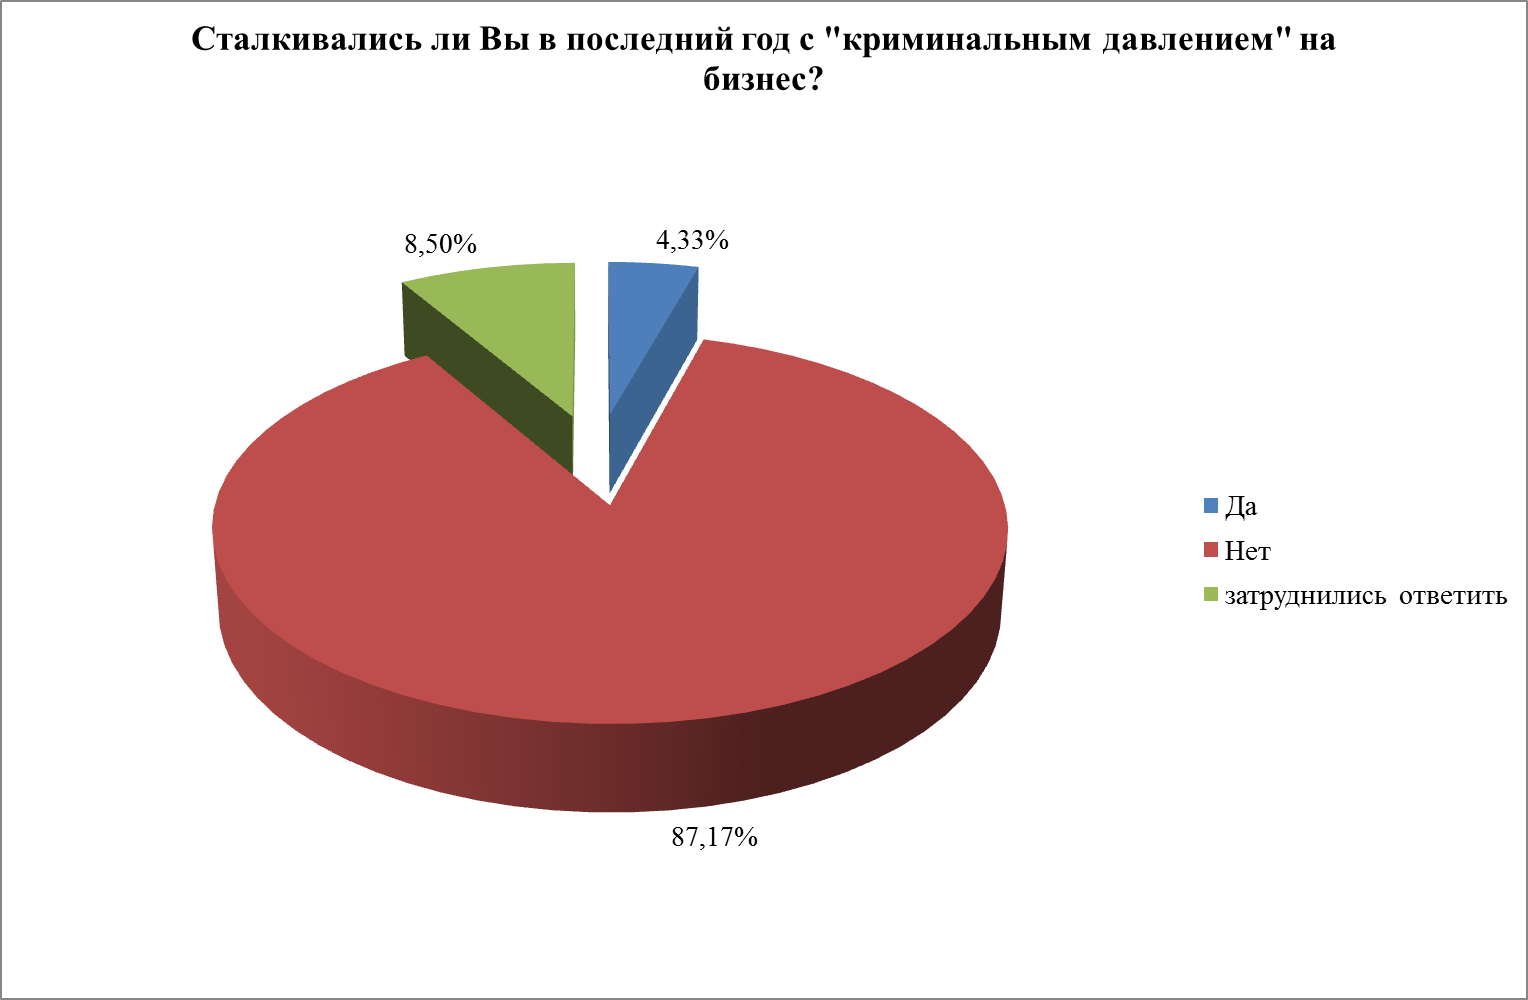 Сталкивались ли Вы в последний год с "криминальным давлением" на
бизнес?
8,50%
4,33%
Да
Нет
затруднились ответить
87,17%